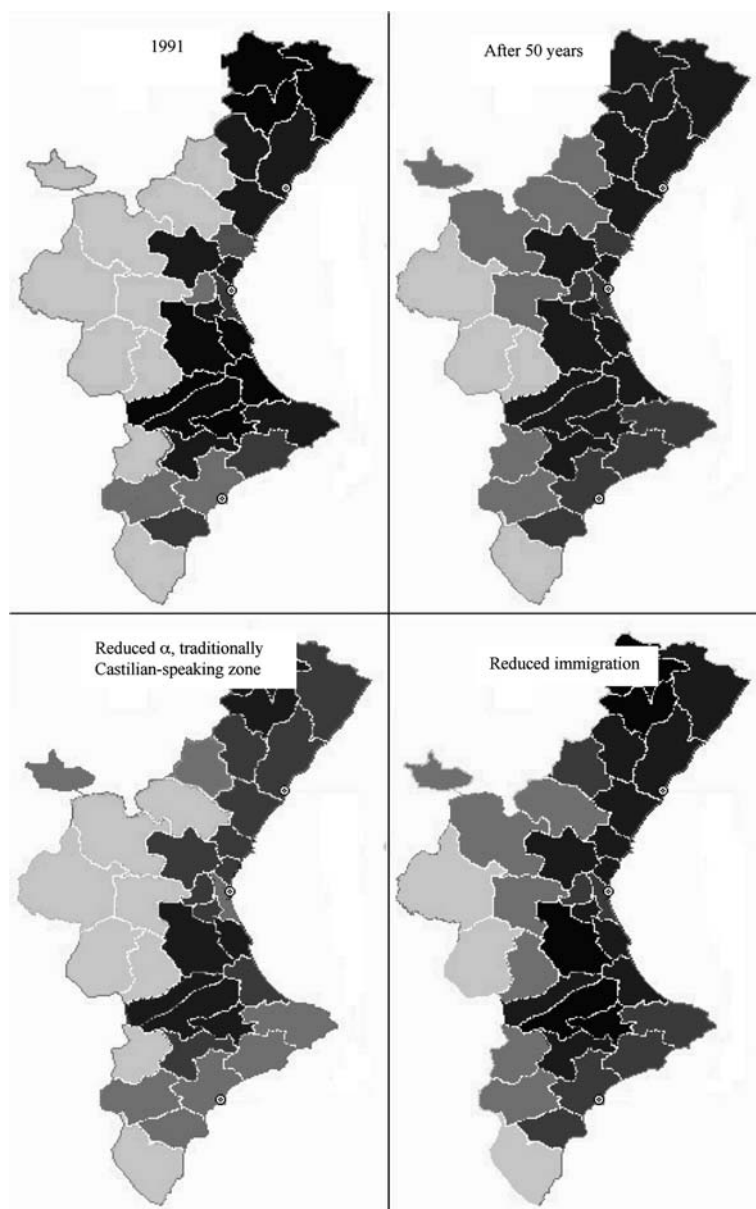 1991
After 50 years
Reduced α, traditionally
Castilian-speaking zone
Reduced immigration